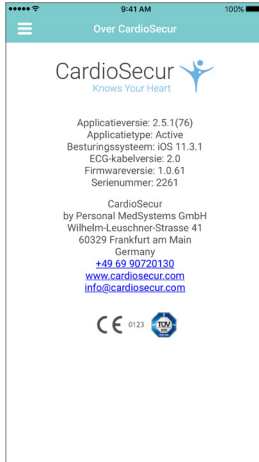 9:41 AM
100%
Over CardioSecur
CardioSecur
Knows Your Heart
Applicatieversie: 2.5.1(76)
Applicatietype: Active
Besturingssysteem: iOS 11.3.1
ECG-kabelversie: 2.0
Firmwareversie: 1.0.61
Serienummer: 2261
CardioSecur
by Personal MedSystems GmbH
Wilhelm-Leuschner-Strasse 41
60329 Frankfurt am Main
Germany
+49 69 90720130
www.cardiosecur.com
info@cardiosecur.com
CE 0123
TÜV